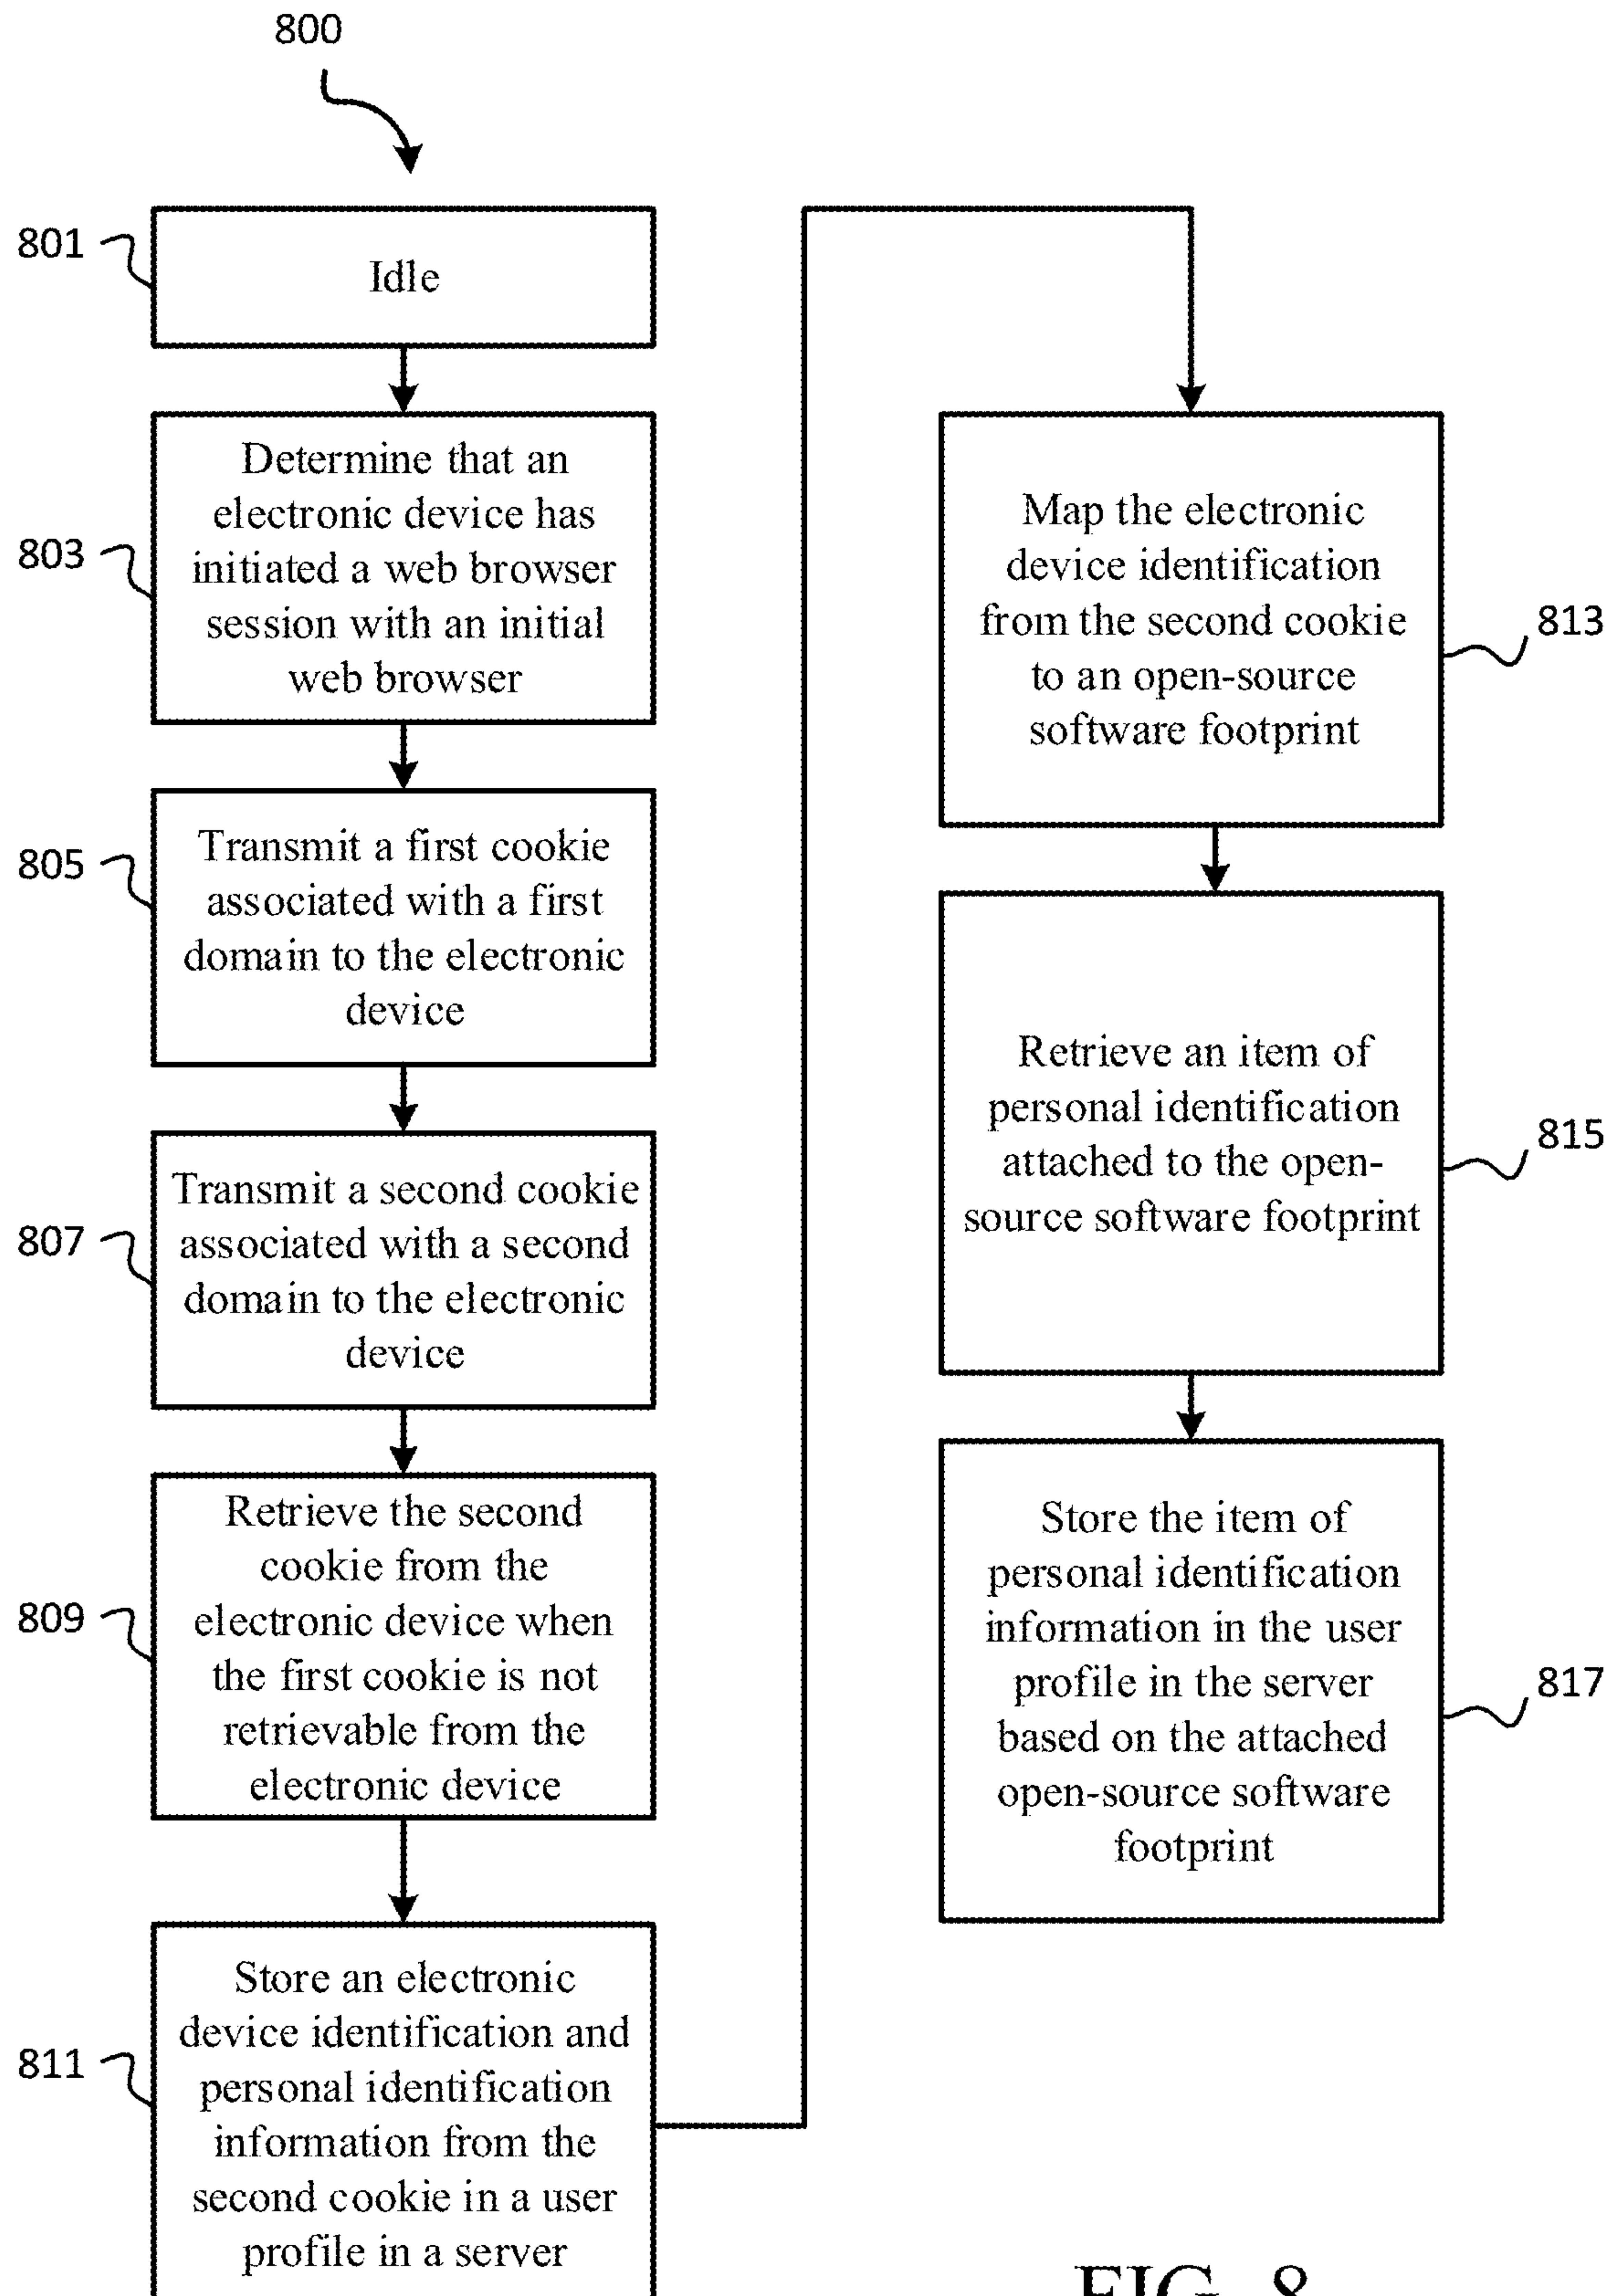 800
801
Idle
803
Determine that an
electronic device has
initiated a web browser
session with an initial
web browser
805
Transmit a first cookie
associated with a first
domain to the electronic
device
807
Transmit a second cookie
associated with a second
domain to the electronic
device
809
Retrieve the second
cookie from the
electronic device when
the first cookie is not
retrievable from the
electronic device
811
Store an electronic
device identification and
personal identification
information from the
second cookie in a user
profile in a server
Map the electronic
device identification
from the second cookie
to an open-source
software footprint
813
Retrieve an item of
personal identification
attached to the open-
source software footprint
815
Store the item of
personal identification
information in the user
profile in the server
based on the attached
open-source software
footprint
817
FIG. 8